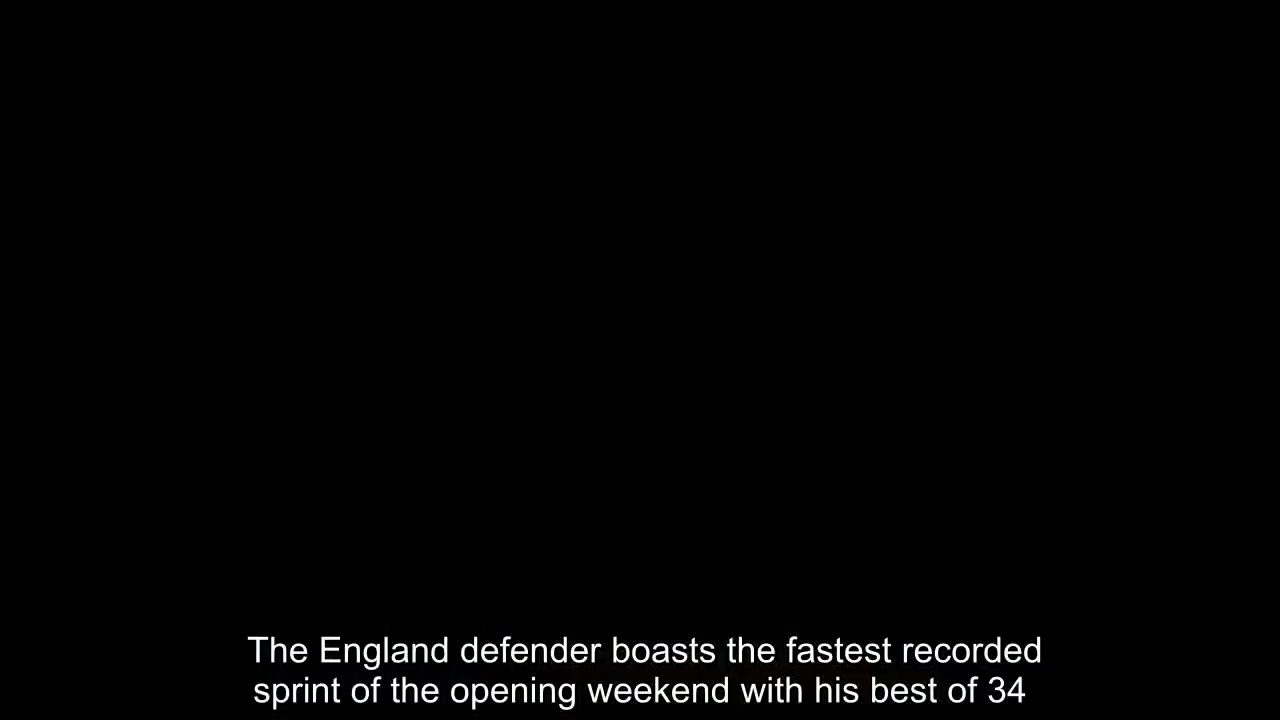 The England defender boasts the fastest recorded
sprint of the opening weekend with his best of 34